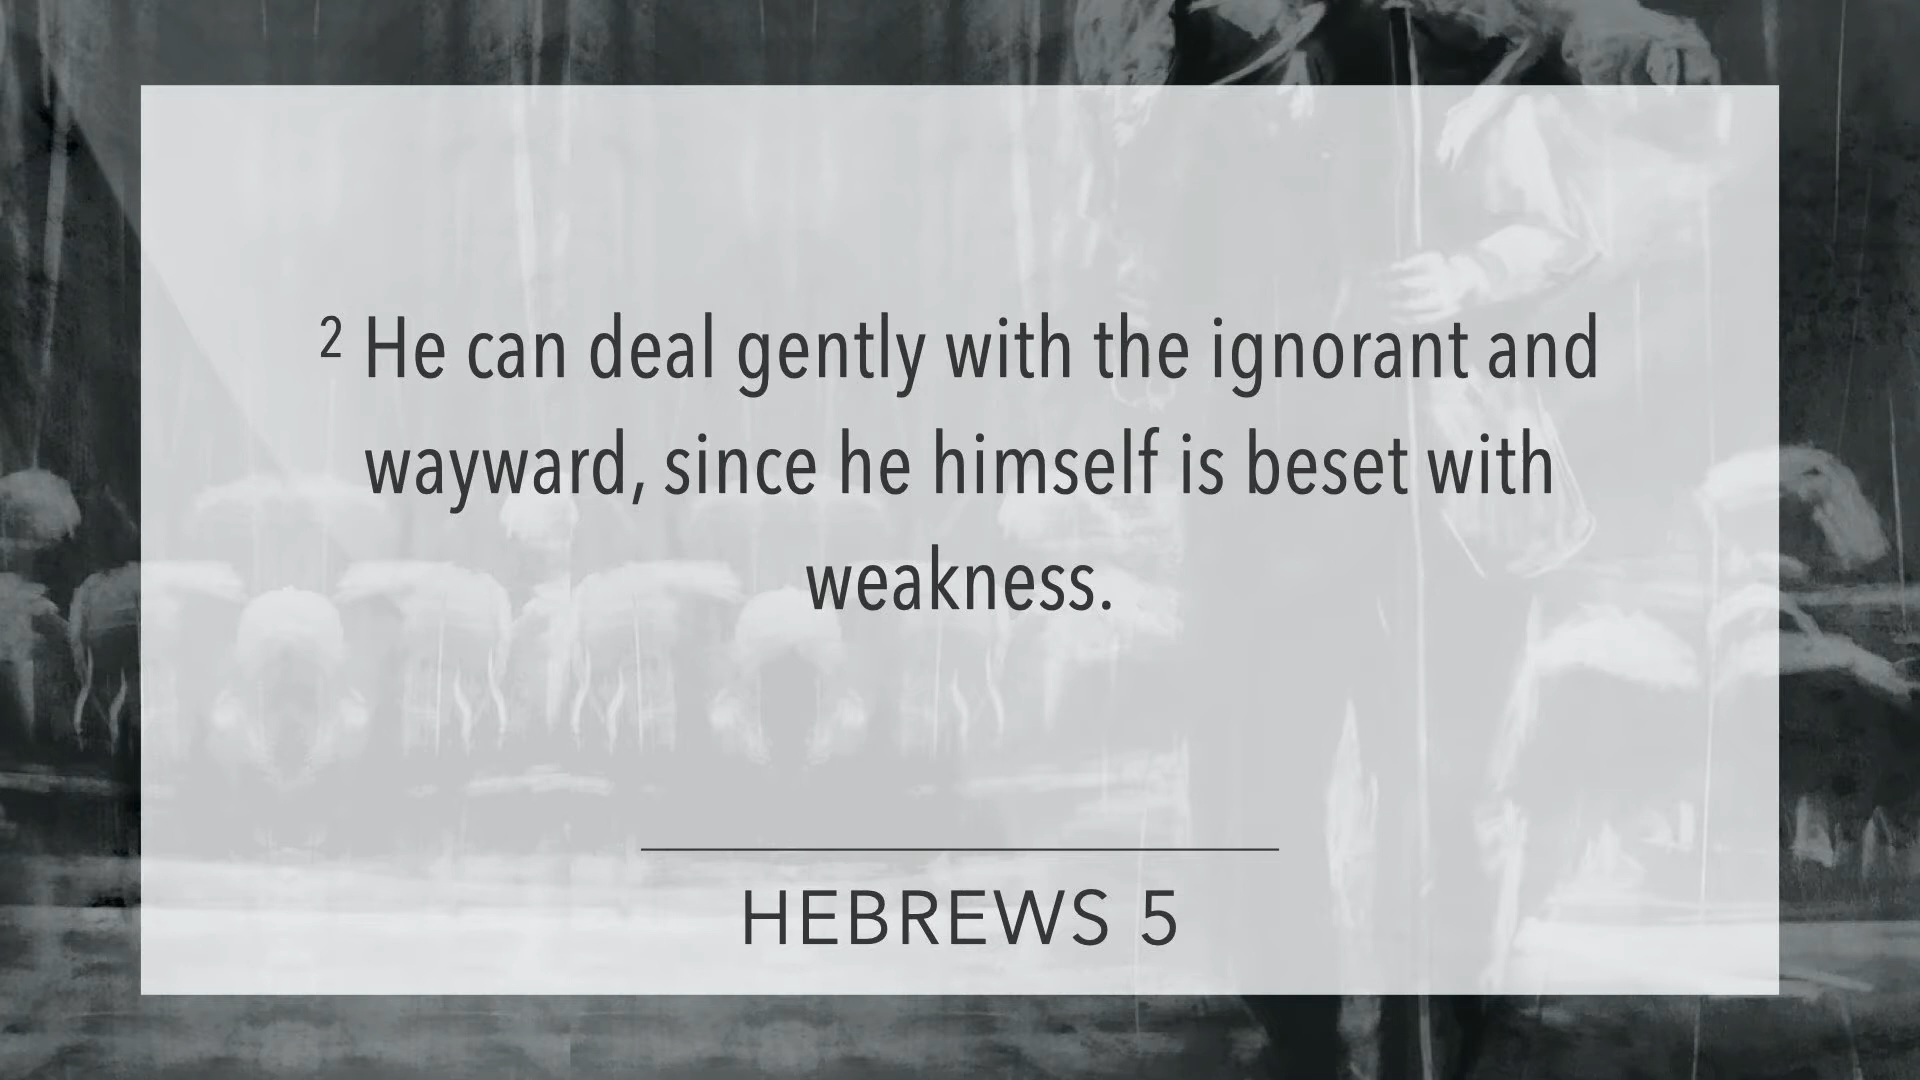 ² He can deal gently with the ignorant and
wayward, since he himself is beset with
weakness.
HEBREWS 5